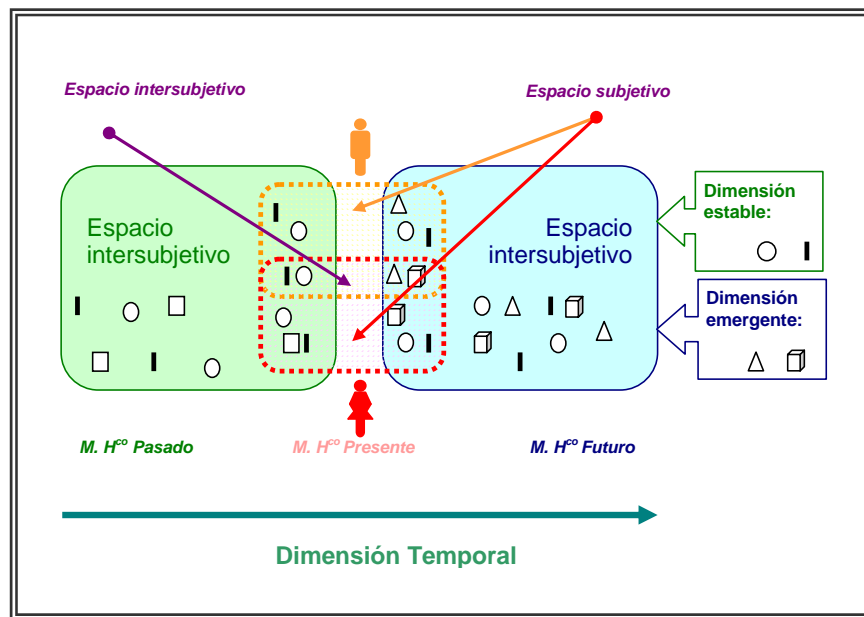 Espacio intersubjetivo
Espacio subjetivo
Espacio
intersubjetivo
Espacio
intersubjetivo
Dimensión
estable:
Dimensión
emergente:
M. Hco Pasado
M. Hco Presente
M. Hco Futuro
Dimensión Temporal